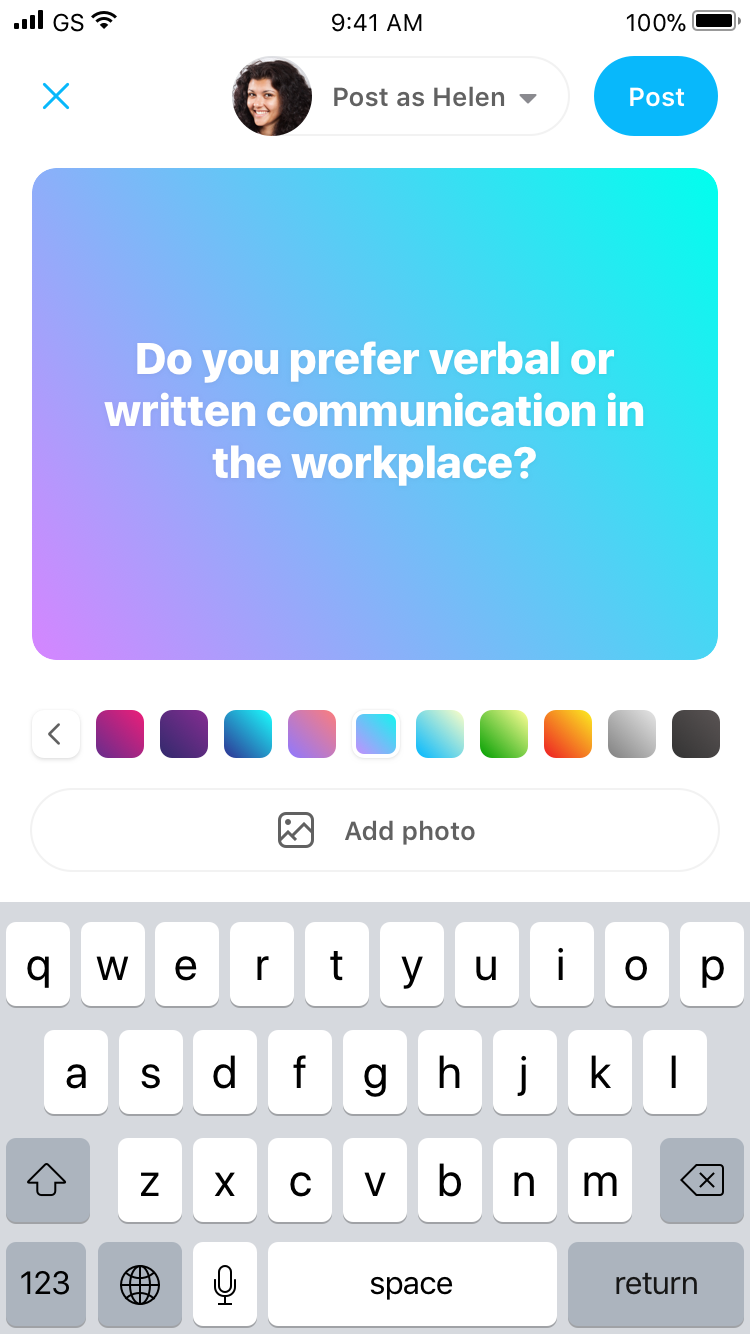 GS 9:41 AM 100%
Post as Helen Post
Do you prefer verbal or
written communication in
the workplace?
Add photo
q w e r t y u i o p
a s d f g h j k l
z x c v b n m
123 space return